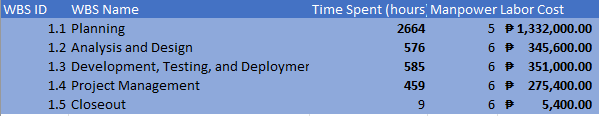 WBS ID WBS Name Time Spent (hours) Manpower Labor Cost
1.1 Planning 2664 5 ₱ 1,332,000.00
1.2 Analysis and Design 576 6 ₱ 345,600.00
1.3 Development, Testing, and Deploymer 585 6 ₱ 351,000.00
1.4 Project Management 459 6 ₱ 275,400.00
1.5 Closeout 9 6 ₱ 5,400.00